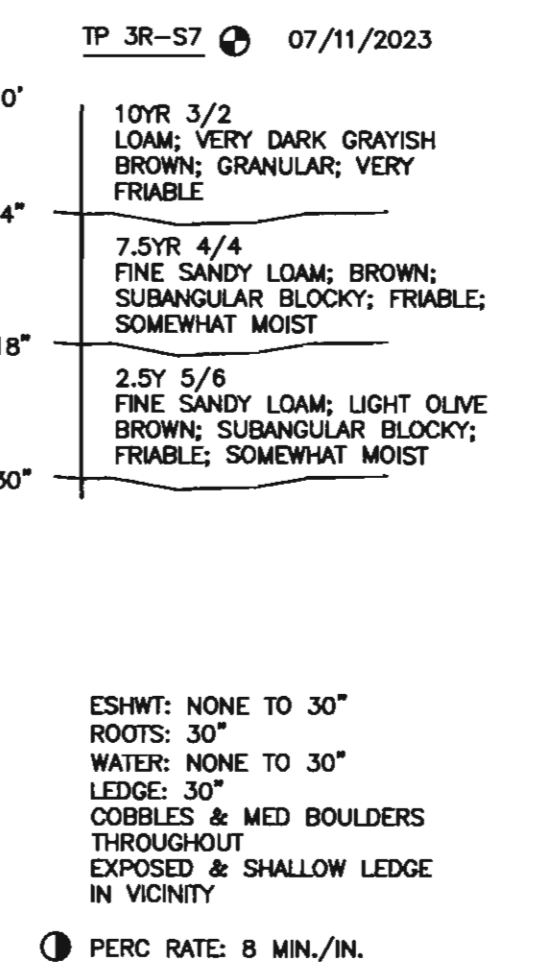 TP 3R-S7 07/11/2023
0'
10YR 3/2
LOAM; VERY DARK GRAYISH
BROWN; GRANULAR; VERY
FRIABLE
4"
7.5YR 4/4
FINE SANDY LOAM; BROWN;
SUBANGULAR BLOCKY; FRIABLE;
SOMEWHAT MOIST
18"
2.5Y 5/6
FINE SANDY LOAM; LIGHT OLIVE
BROWN; SUBANGULAR BLOCKY;
FRIABLE; SOMEWHAT MOIST
30"
ESHWT: NONE TO 30"
ROOTS: 30"
WATER: NONE TO 30"
LEDGE: 30"
COBBLES & MED BOULDERS
THROUGHOUT
EXPOSED & SHALLOW LEDGE
IN VICINITY
PERC RATE: 8 MIN./IN.